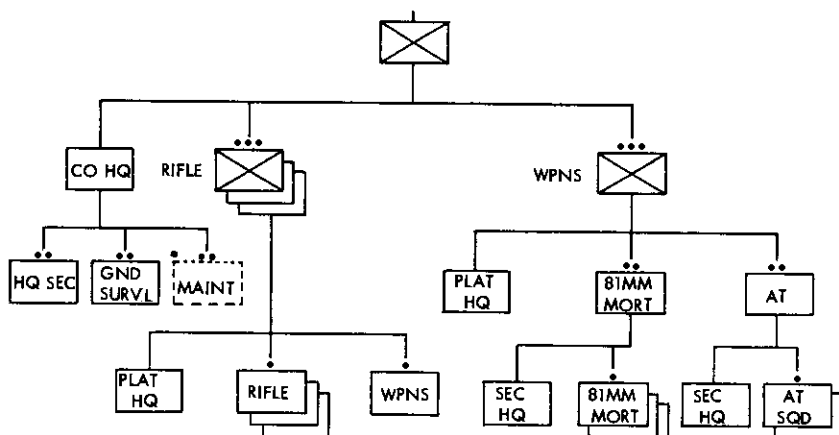 CO HQ
RIFLE
WPNS
HQ SEC
GND
SURVL
MAINT
PLAT
HQ
81MM
MORT
AT
PLAT
HQ
RIFLE
WPNS
SEC
HQ
81MM
MORT
SEC
HQ
AT
SQD